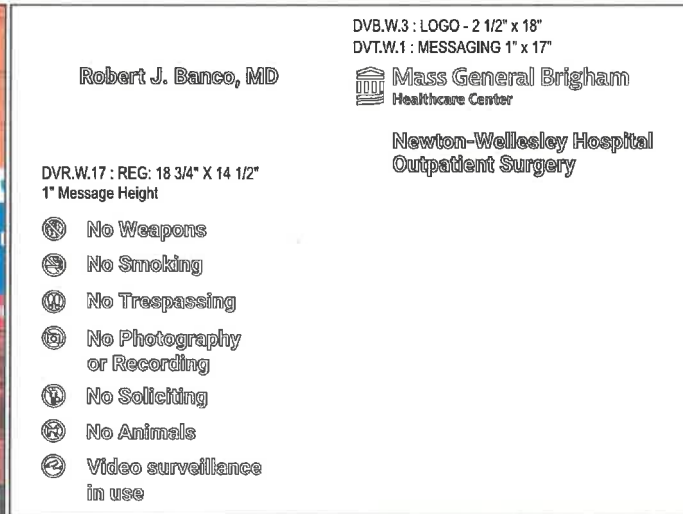 DVB.W.3 : LOGO - 2 1/2" x 18"
DVT.W.1 : MESSAGING 1" x 17"
Robert J. Banco, MD
Mass General Brigham
Healthcare Center
Newton-Wellesley Hospital
Outpatient Surgery
DVR.W.17 : REG: 18 3/4" X 14 1/2"
1" Message Height
No Weapons
No Smoking
No Trespassing
No Photography
or Recording
No Soliciting
No Animals
Video surveillance
in use